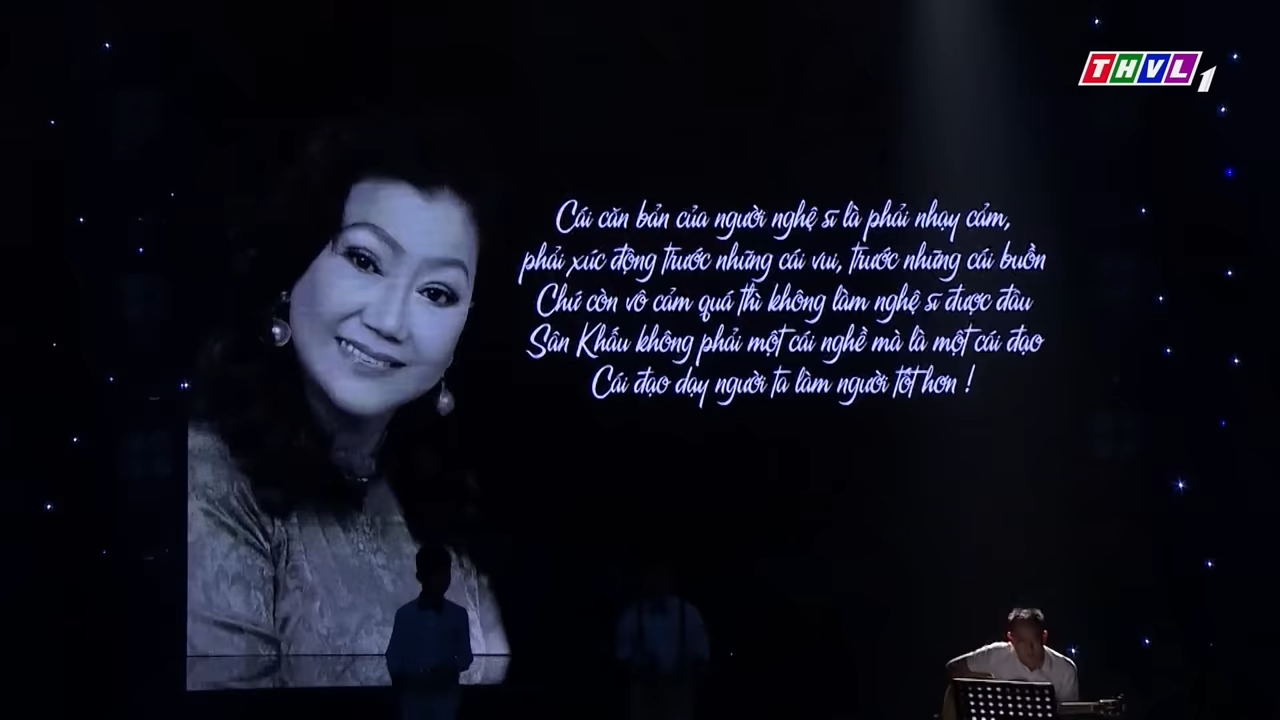 THVL1
Cái căn bản của người nghệ sĩ là phải nhạy cảm,
phải xúc động trước những cái vui, trước những cái buồn
Chứ còn vô cảm quá thì không làm nghệ sĩ được đâu
Sân Khấu không phải một cái nghề mà là một cái đạo
Cái đạo dạy người ta làm người tốt hơn !